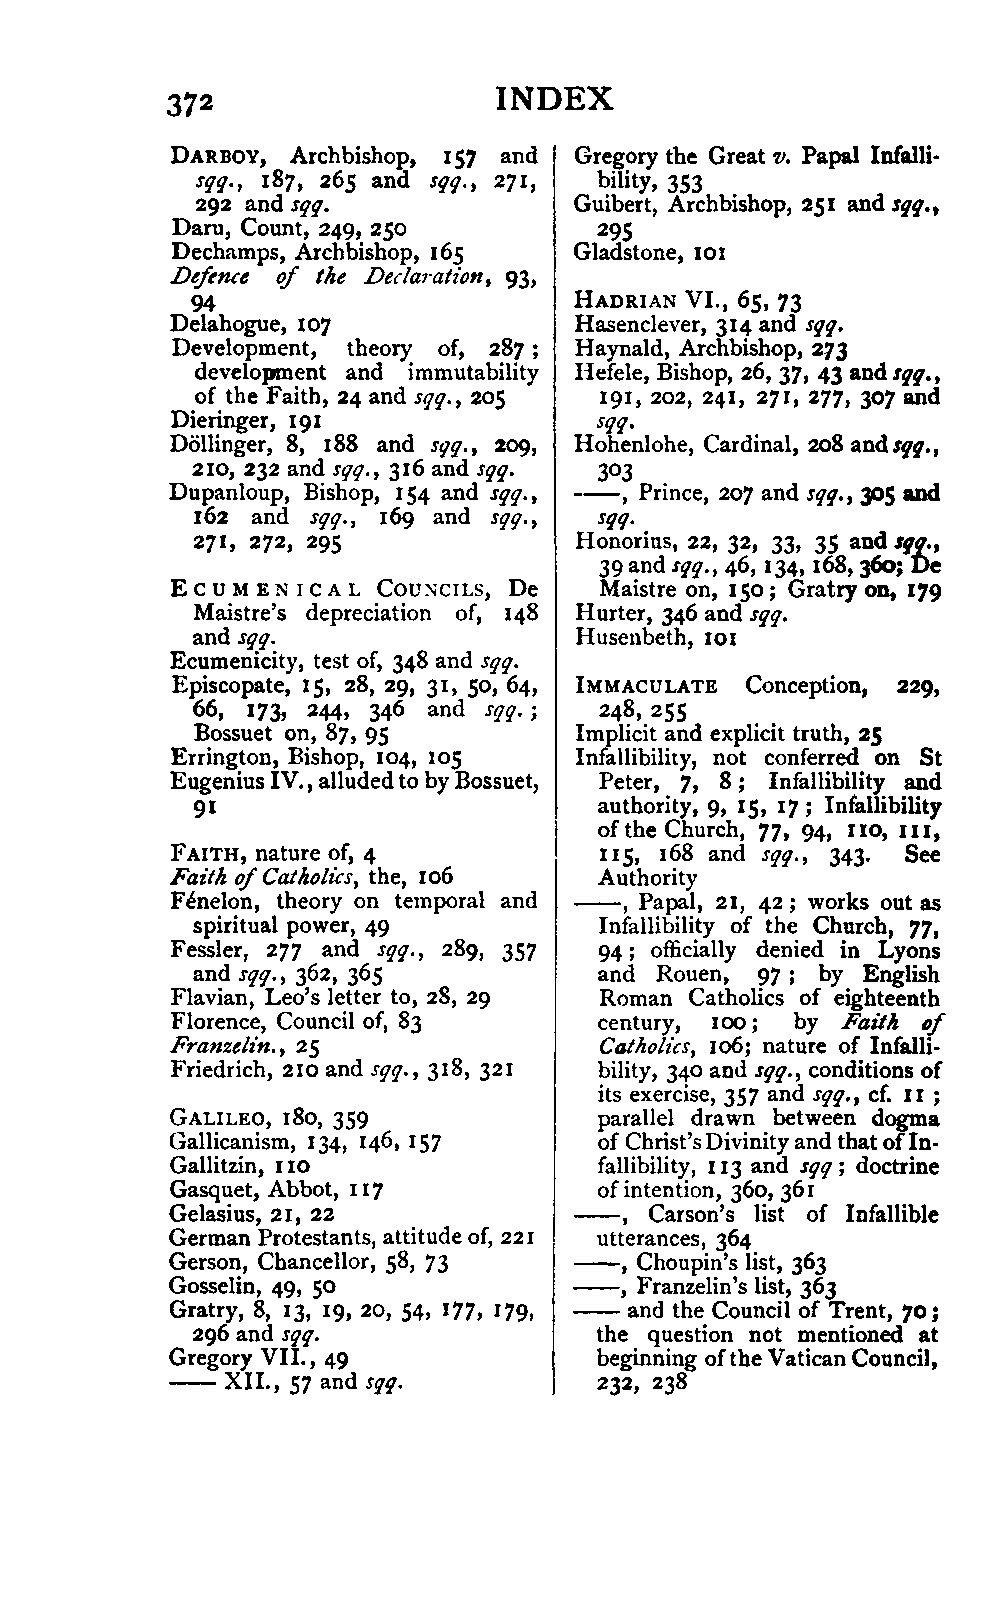 372 INDEX
DARBOY, Archbishop, 157 and
sqq., 187, 265 and sqq., 271,
292 and sqq.
Daru, Count, 249, 250
Dechamps, Archbishop, 165
Defence of the Declaration, 93,
94
Delahogue, 107
Development, theory of, 287;
development and immutability
of the Faith, 24 and sqq., 205
Dieringer, 191
Döllinger, 8, 188 and sqq., 209,
210, 232 and sqq., 316 and sqq.
Dupanloup, Bishop, 154 and sqq.,
162 and sqq., 169 and sqq.,
271, 272, 295
ECUMENICAL COUNCILS, De
Maistre's depreciation of, 148
and sqq.
Ecumenicity, test of, 348 and sqq.
Episcopate, 15, 28, 29, 31, 50, 64,
66, 173, 244, 346 and sqq.;
Bossuet on, 87, 95
Errington, Bishop, 104, 105
Eugenius IV., alluded to by Bossuet,
91
FAITH, nature of, 4
Faith of Catholics, the, 106
Fénelon, theory on temporal and
spiritual power, 49
Fessler, 277 and sqq., 289, 357
and sqq., 362, 365
Flavian, Leo's letter to, 28, 29
Florence, Council of, 83
Franzelin., 25
Friedrich, 210 and sqq., 318, 321
GALILEO, 180, 359
Gallicanism, 134, 146, 157
Gallitzin, 110
Gasquet, Abbot, 117
Gelasius, 21, 22
German Protestants, attitude of, 221
Gerson, Chancellor, 58, 73
Gosselin, 49, 50
Gratry, 8, 13, 19, 20, 54, 177, 179,
296 and sqq.
Gregory VII., 49
—— XII., 57 and sqq.
Gregory the Great v. Papal Infalli-
bility, 353
Guibert, Archbishop, 251 and sqq.,
295
Gladstone, 101
HADRIAN VI., 65, 73
Hasenclever, 314 and sqq.
Haynald, Archbishop, 273
Hefele, Bishop, 26, 37, 43 and sqq.,
191, 202, 241, 271, 277, 307 and
sqq.
Hohenlohe, Cardinal, 208 and sqq.,
303
——, Prince, 207 and sqq., 305 and
sqq.
Honorius, 22, 32, 33, 35 and sqq.,
39 and sqq., 46, 134, 168, 360; De
Maistre on, 150; Gratry on, 179
Hurter, 346 and sqq.
Husenbeth, 101
IMMACULATE Conception, 229,
248, 255
Implicit and explicit truth, 25
Infallibility, not conferred on St
Peter, 7, 8; Infallibility and
authority, 9, 15, 17; Infallibility
of the Church, 77, 94, 110, 111,
115, 168 and sqq., 343. See
Authority
——, Papal, 21, 42; works out as
Infallibility of the Church, 77,
94; officially denied in Lyons
and Rouen, 97; by English
Roman Catholics of eighteenth
century, 100; by Faith of
Catholics, 106; nature of Infalli-
bility, 340 and sqq., conditions of
its exercise, 357 and sqq., cf. 11;
parallel drawn between dogma
of Christ's Divinity and that of In-
fallibility, 113 and sqq; doctrine
of intention, 360, 361
——, Carson's list of Infallible
utterances, 364
——, Choupin's list, 363
——, Franzelin's list, 363
—— and the Council of Trent, 70;
the question not mentioned at
beginning of the Vatican Council,
232, 238